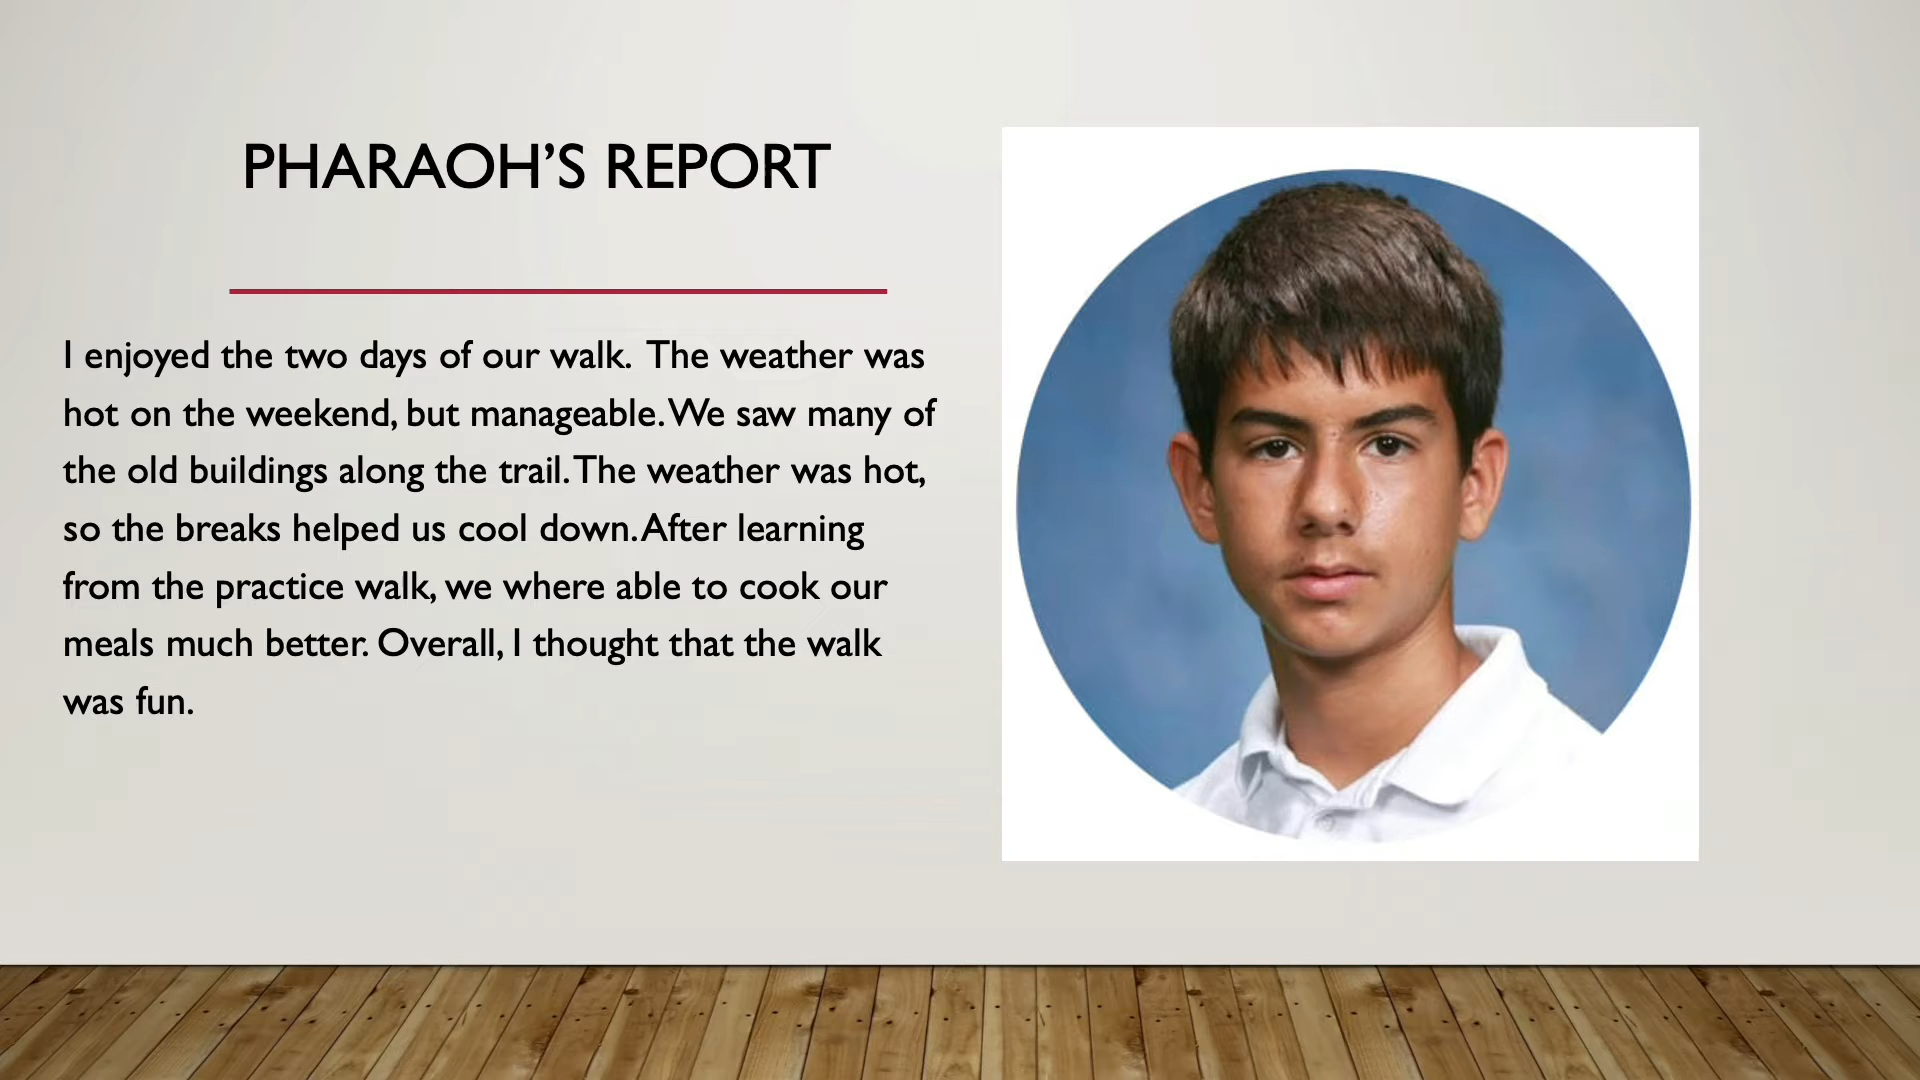 PHARAOH’S REPORT
I enjoyed the two days of our walk. The weather was
hot on the weekend, but manageable. We saw many of
the old buildings along the trail. The weather was hot,
so the breaks helped us cool down. After learning
from the practice walk, we where able to cook our
meals much better. Overall, I thought that the walk
was fun.